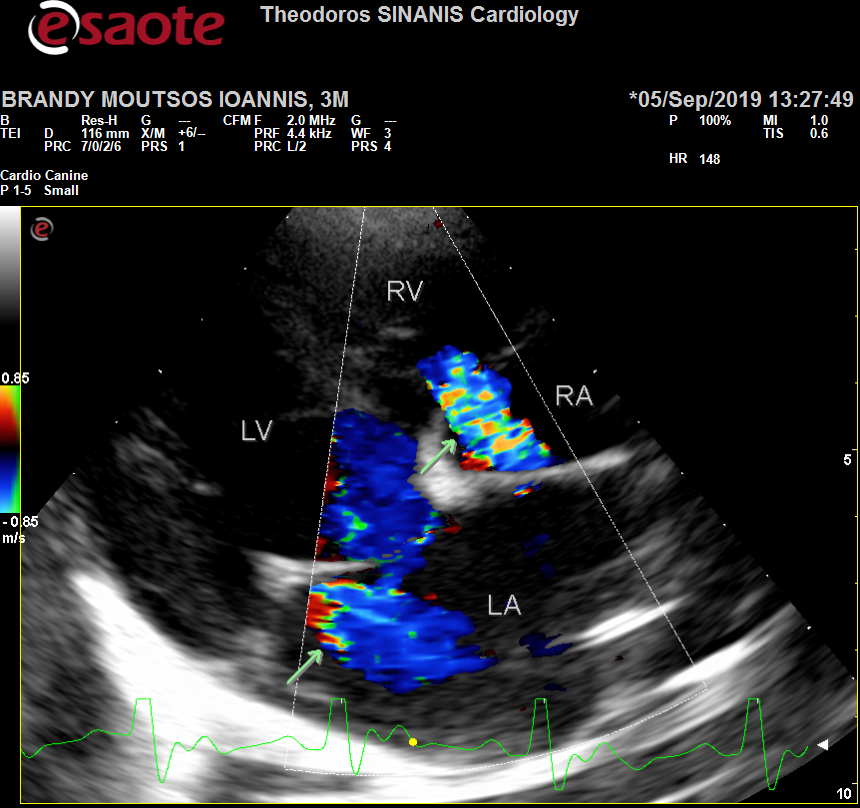 esaote
Theodoros SINANIS Cardiology
BRANDY MOUTSOS IOANNIS, 3M
*05/Sep/2019 13:27:49
B Res-H G --- CFM F 2.0 MHz G --- P 100% MI 1.0
TEI D 116 mm X/M +6/-- PRF 4.4 kHz WF 3 TIS 0.6
PRC 7/0/2/6 PRS 1 PRC L/2 PRS 4
HR 148
Cardio Canine
P 1-5 Small
e
RV
0.85
RA
LV
5
- 0.85
m/s
LA
10